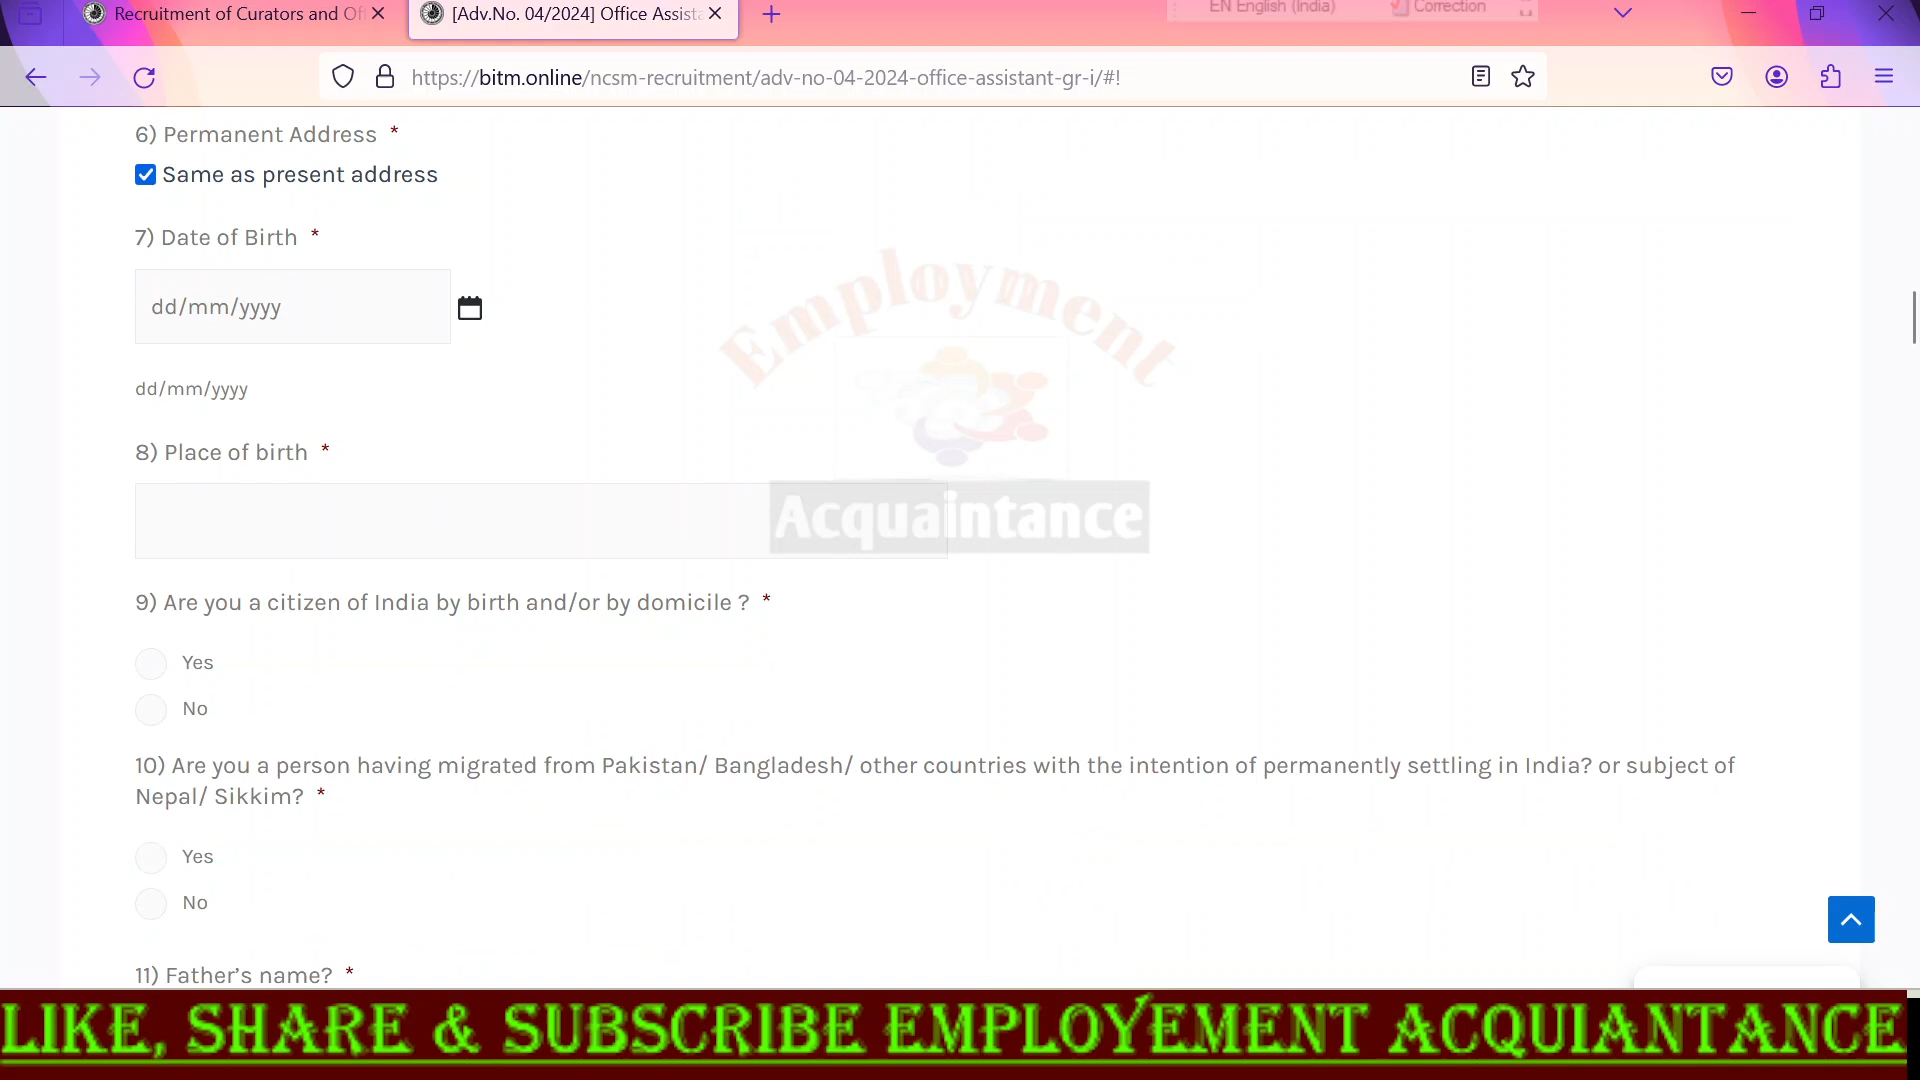 Recruitment of Curators and Of
[Adv.No. 04/2024] Office Assista
EN English (India)
Correction
https://bitm.online/ncsm-recruitment/adv-no-04-2024-office-assistant-gr-i/#!
6) Permanent Address *
Same as present address
7) Date of Birth *
dd/mm/yyyy
dd/mm/yyyy
8) Place of birth *
Employment
Acquaintance
9) Are you a citizen of India by birth and/or by domicile ? *
Yes
No
10) Are you a person having migrated from Pakistan/ Bangladesh/ other countries with the intention of permanently settling in India? or subject of
Nepal/ Sikkim? *
Yes
No
11) Father’s name? *
LIKE, SHARE & SUBSCRIBE EMPLOYEMENT ACQUIANTANCE